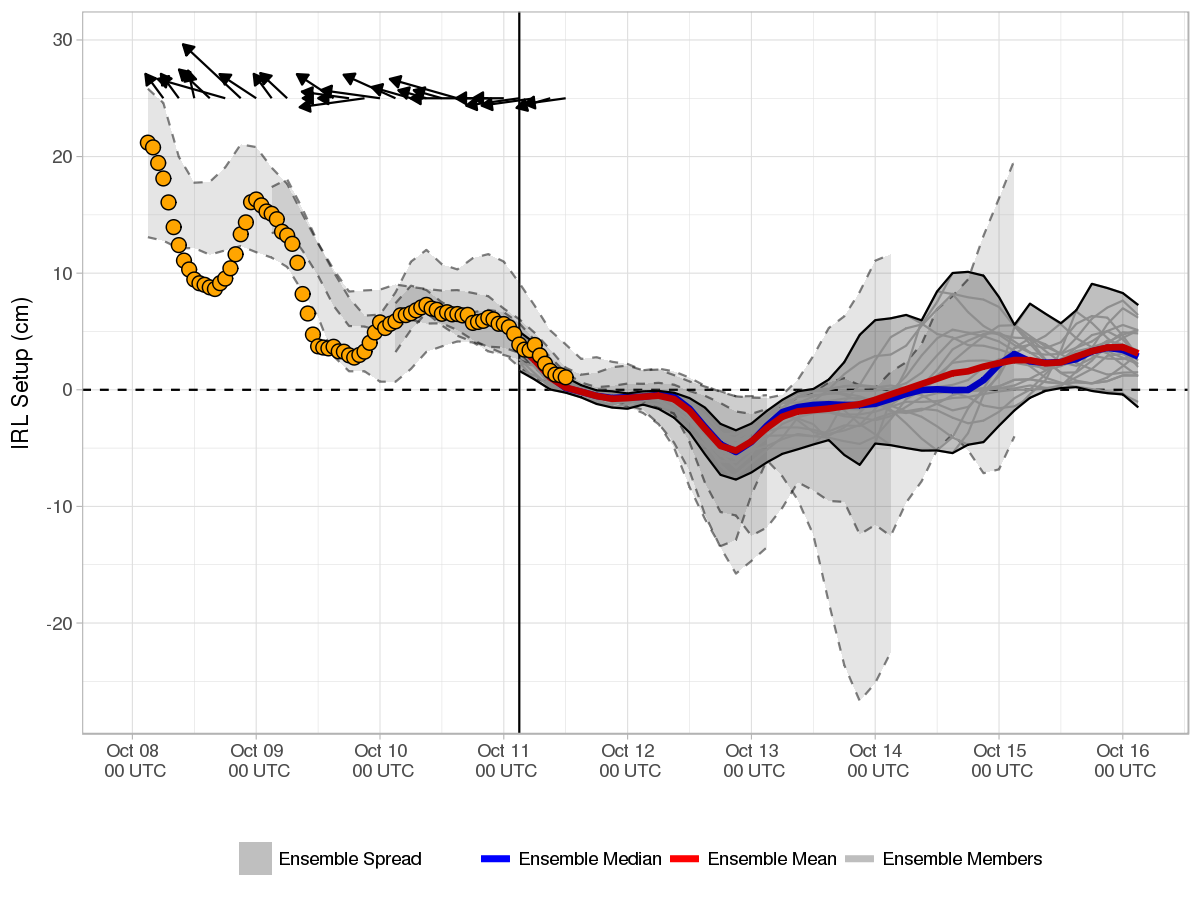 30
20
10
0
-10
-20
IRL Setup (cm)
Oct 08 Oct 09 Oct 10 Oct 11 Oct 12 Oct 13 Oct 14 Oct 15 Oct 16
00 UTC 00 UTC 00 UTC 00 UTC 00 UTC 00 UTC 00 UTC 00 UTC 00 UTC
Ensemble Spread Ensemble Median Ensemble Mean Ensemble Members